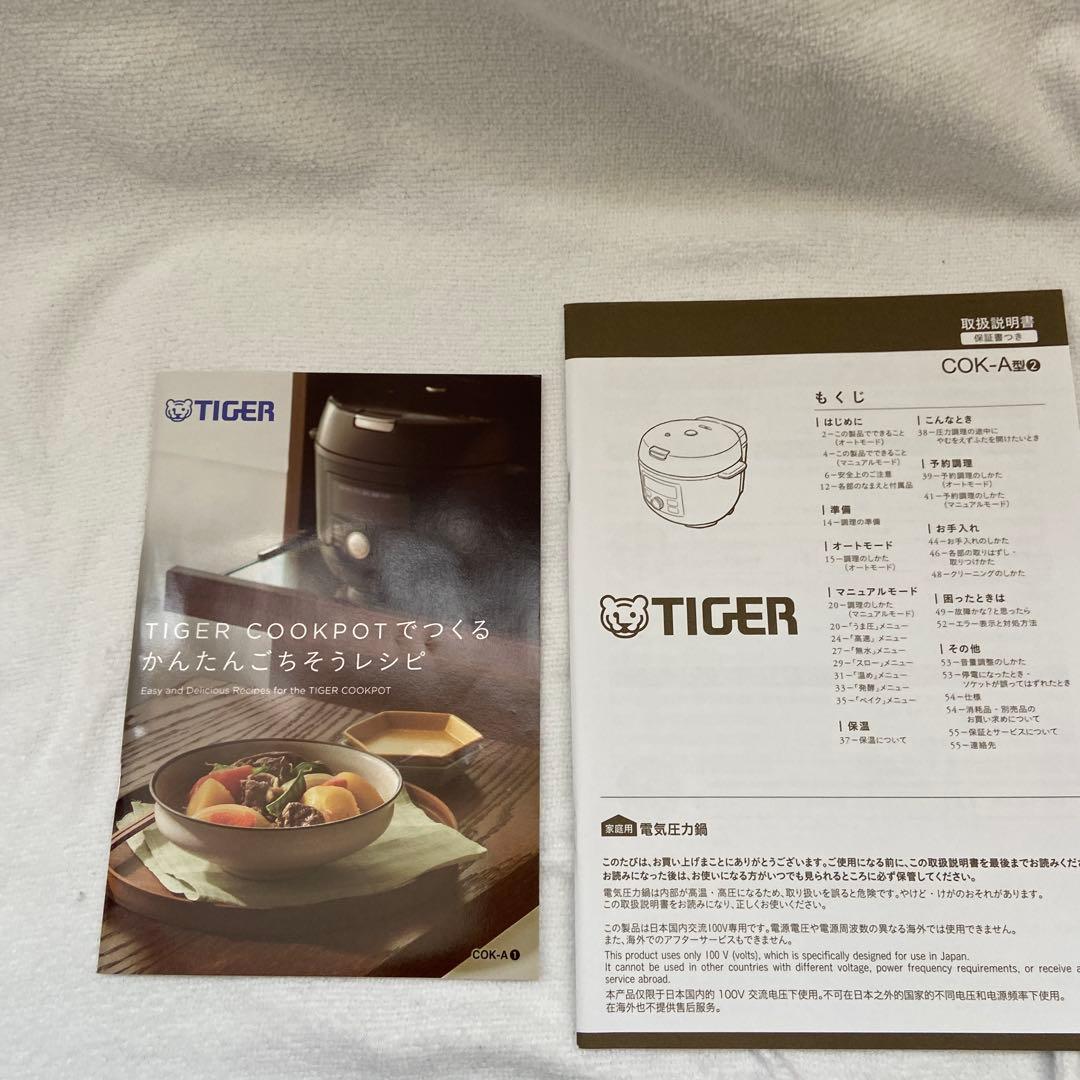 TIGER
TIGER COOKPOTでつくる
かんたんごちそうレシピ
Easy and Delicious Recipes for the TIGER COOKPOT
COK-A❶
取扱説明書
保証書つき
COK-A型❷
もくじ
はじめに
2−この製品でできること
(オートモード)
4−この製品でできること
(マニュアルモード)
6−安全上のご注意
12−各部のなまえと付属品
準備
14−調理の準備
オートモード
15−調理のしかた
(オートモード)
マニュアルモード
20−調理のしかた
(マニュアルモード)
20−「うま圧」メニュー
24−「高速」メニュー
27−「無水」メニュー
29−「スロー」メニュー
31−「温め」メニュー
33−「発酵」メニュー
35−「ベイク」メニュー
保温
37−保温について
こんなとき
38−圧力調理の途中に
やむをえずふたを開けたいとき
予約調理
39−予約調理のしかた
(オートモード)
41−予約調理のしかた
(マニュアルモード)
お手入れ
44−お手入れのしかた
46−各部の取りはずし・
取りつけかた
48−クリーニングのしかた
困ったときは
49−故障かな?と思ったら
52−エラー表示と対処方法
その他
53−音量調整のしかた
53−停電になったとき・
ソケットが誤ってはずれたとき
54−仕様
54−消耗品・別売品の
お買い求めについて
55−保証とサービスについて
55−連絡先
TIGER
家庭用 電気圧力鍋
このたびは、お買い上げまことにありがとうございます。ご使用になる前に、この取扱説明書を最後までお読みくだ
お読みになった後は、お使いになる方がいつでも見られるところに必ず保管してください。
電気圧力鍋は内部が高温・高圧になるため、取り扱いを誤ると危険です。やけど・けがのおそれがあります。
この取扱説明書をお読みになり、正しくお使いください。
この製品は日本国内交流100V専用です。電源電圧や電源周波数の異なる海外では使用できません。
また、海外でのアフターサービスもできません。
This product uses only 100 V (volts), which is specifically designed for use in Japan.
It cannot be used in other countries with different voltage, power frequency requirements, or receive a
service abroad.
本产品仅限于日本国内的 100V 交流电压下使用。不可在日本之外的国家的不同电压和电源频率下使用。
在海外也不提供售后服务。